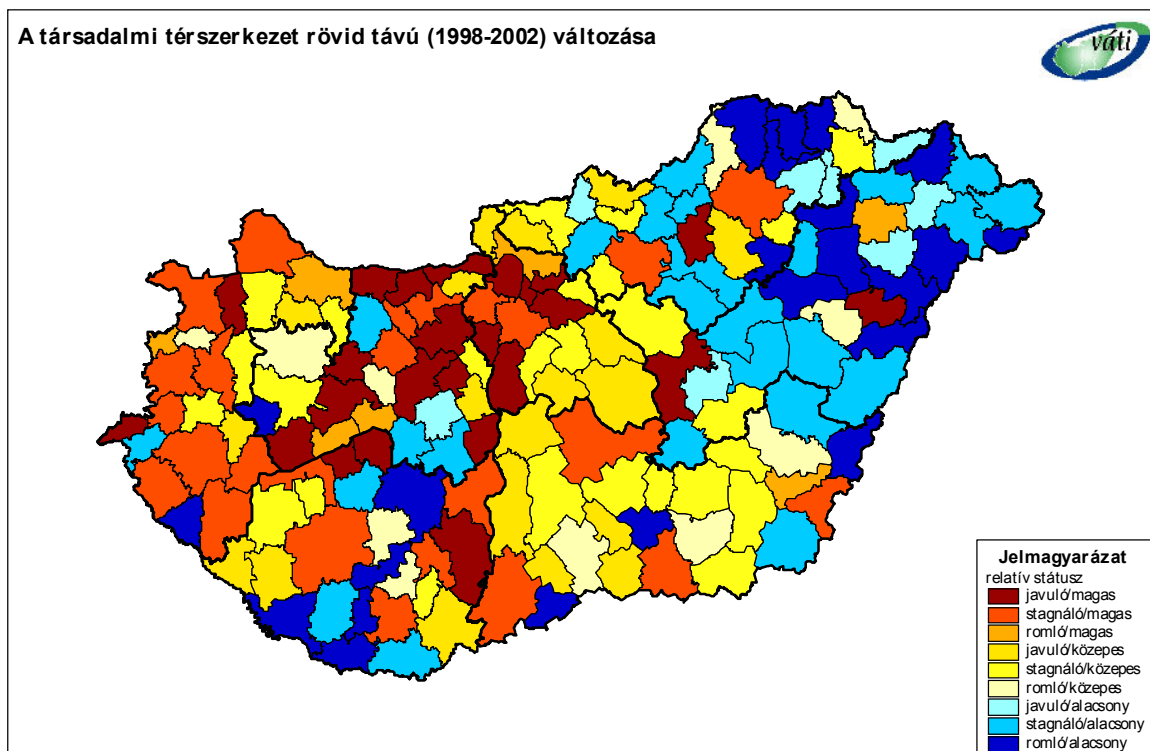 A társadalmi térszerkezet rövid távú (1998-2002) változása
váti
Jelmagyarázat
relatív státusz
javuló/magas
stagnáló/magas
romló/magas
javuló/közepes
stagnáló/közepes
romló/közepes
javuló/alacsony
stagnáló/alacsony
romló/alacsony